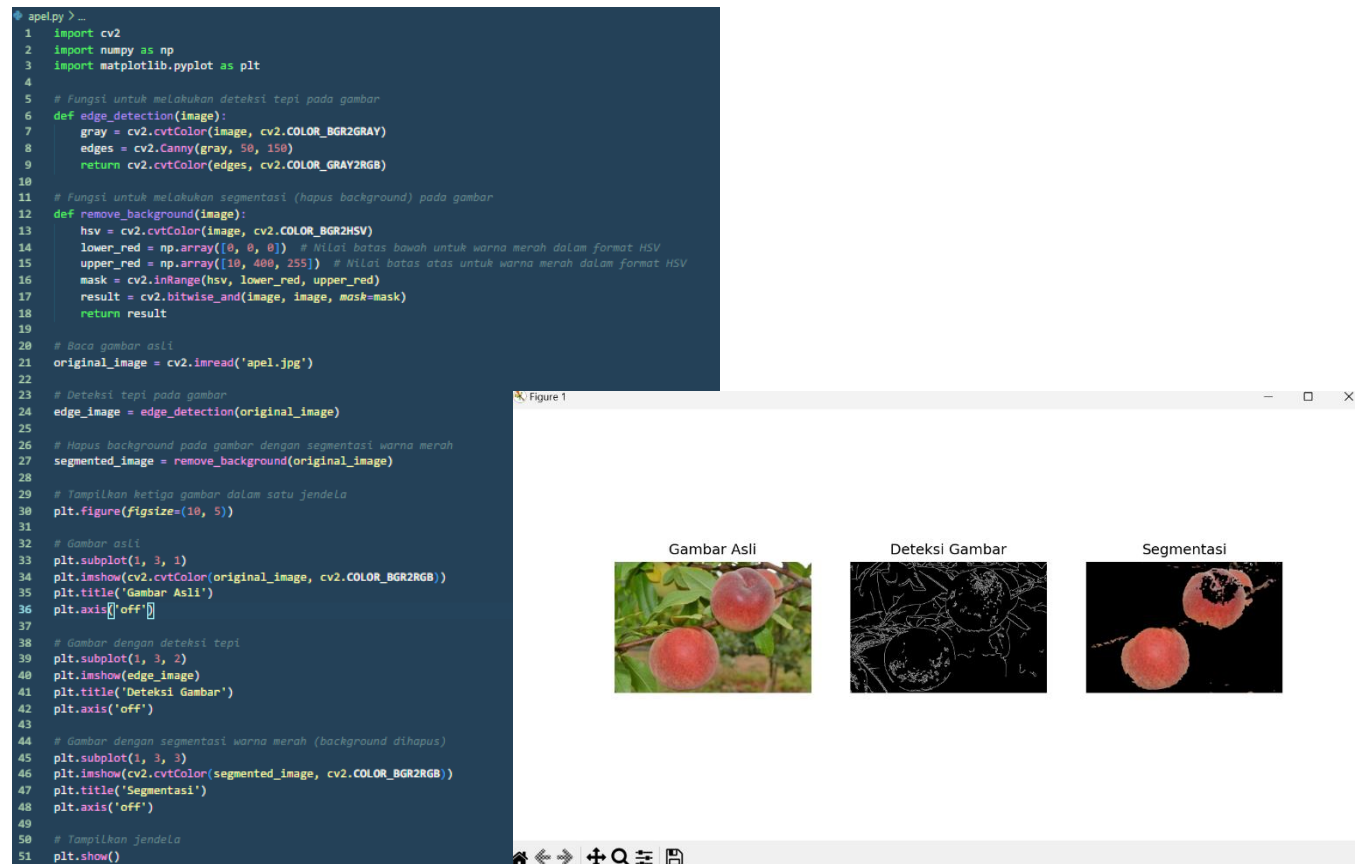 apel.py > ...
1 import cv2
2 import numpy as np
3 import matplotlib.pyplot as plt
4
5 # Fungsi untuk melakukan deteksi tepi pada gambar
6 def edge_detection(image):
7     gray = cv2.cvtColor(image, cv2.COLOR_BGR2GRAY)
8     edges = cv2.Canny(gray, 50, 150)
9     return cv2.cvtColor(edges, cv2.COLOR_GRAY2RGB)
10
11 # Fungsi untuk melakukan segmentasi (hapus background) pada gambar
12 def remove_background(image):
13     hsv = cv2.cvtColor(image, cv2.COLOR_BGR2HSV)
14     lower_red = np.array([0, 0, 0])  # Nilai batas bawah untuk warna merah dalam format HSV
15     upper_red = np.array([10, 400, 255])  # Nilai batas atas untuk warna merah dalam format HSV
16     mask = cv2.inRange(hsv, lower_red, upper_red)
17     result = cv2.bitwise_and(image, image, mask=mask)
18     return result
19
20 # Baca gambar asli
21 original_image = cv2.imread('apel.jpg')
22
23 # Deteksi tepi pada gambar
24 edge_image = edge_detection(original_image)
25
26 # Hapus background pada gambar dengan segmentasi warna merah
27 segmented_image = remove_background(original_image)
28
29 # Tampilkan ketiga gambar dalam satu jendela
30 plt.figure(figsize=(10, 5))
31
32 # Gambar asli
33 plt.subplot(1, 3, 1)
34 plt.imshow(cv2.cvtColor(original_image, cv2.COLOR_BGR2RGB))
35 plt.title('Gambar Asli')
36 plt.axis('off')
37
38 # Gambar dengan deteksi tepi
39 plt.subplot(1, 3, 2)
40 plt.imshow(edge_image)
41 plt.title('Deteksi Gambar')
42 plt.axis('off')
43
44 # Gambar dengan segmentasi warna merah (background dihapus)
45 plt.subplot(1, 3, 3)
46 plt.imshow(cv2.cvtColor(segmented_image, cv2.COLOR_BGR2RGB))
47 plt.title('Segmentasi')
48 plt.axis('off')
49
50 # Tampilkan jendela
51 plt.show()
Figure 1
Gambar Asli
Deteksi Gambar
Segmentasi